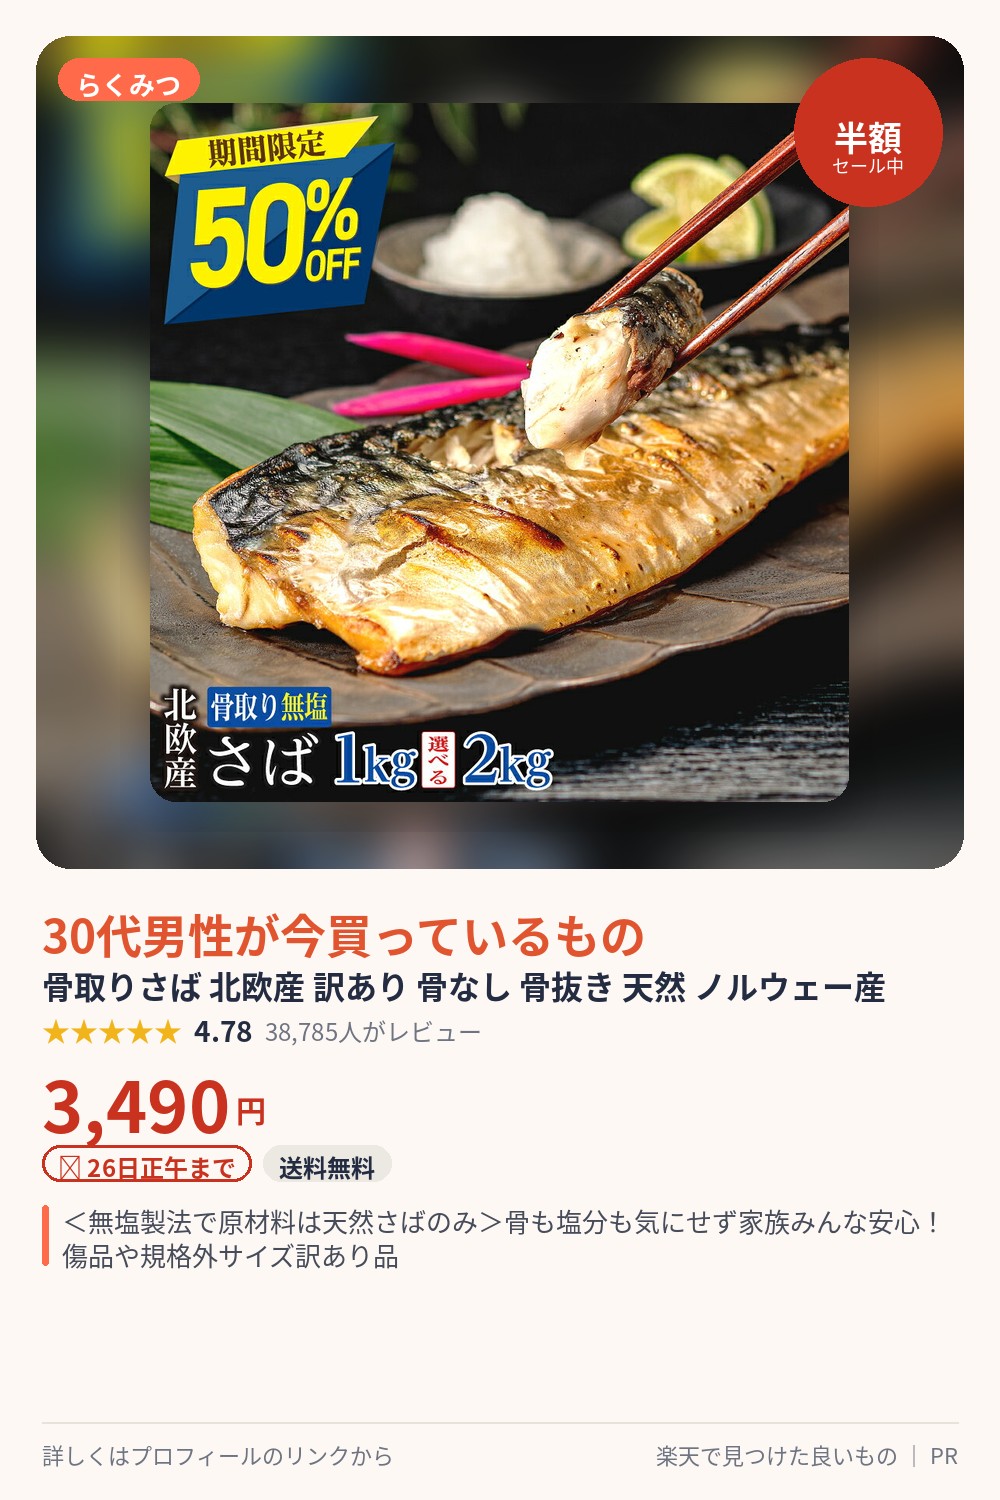 らくみつ
半額
セール中
期間限定
50%
OFF
北欧産
骨取り無塩
さば 1kg 選べる 2kg
30代男性が今買っているもの
骨取りさば 北欧産 訳あり 骨なし 骨抜き 天然 ノルウェー産
★★★★★ 4.78 38,785人がレビュー
3,490円
26日正午まで 送料無料
＜無塩製法で原材料は天然さばのみ＞骨も塩分も気にせず家族みんな安心！
傷品や規格外サイズ訳あり品
詳しくはプロフィールのリンクから
楽天で見つけた良いもの｜PR